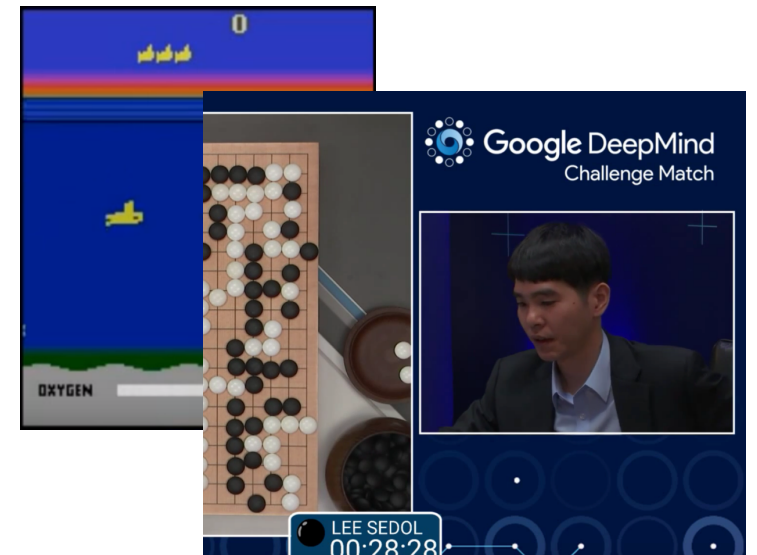 0
OXYGEN
Google DeepMind
Challenge Match
LEE SEDOL
00:28:28